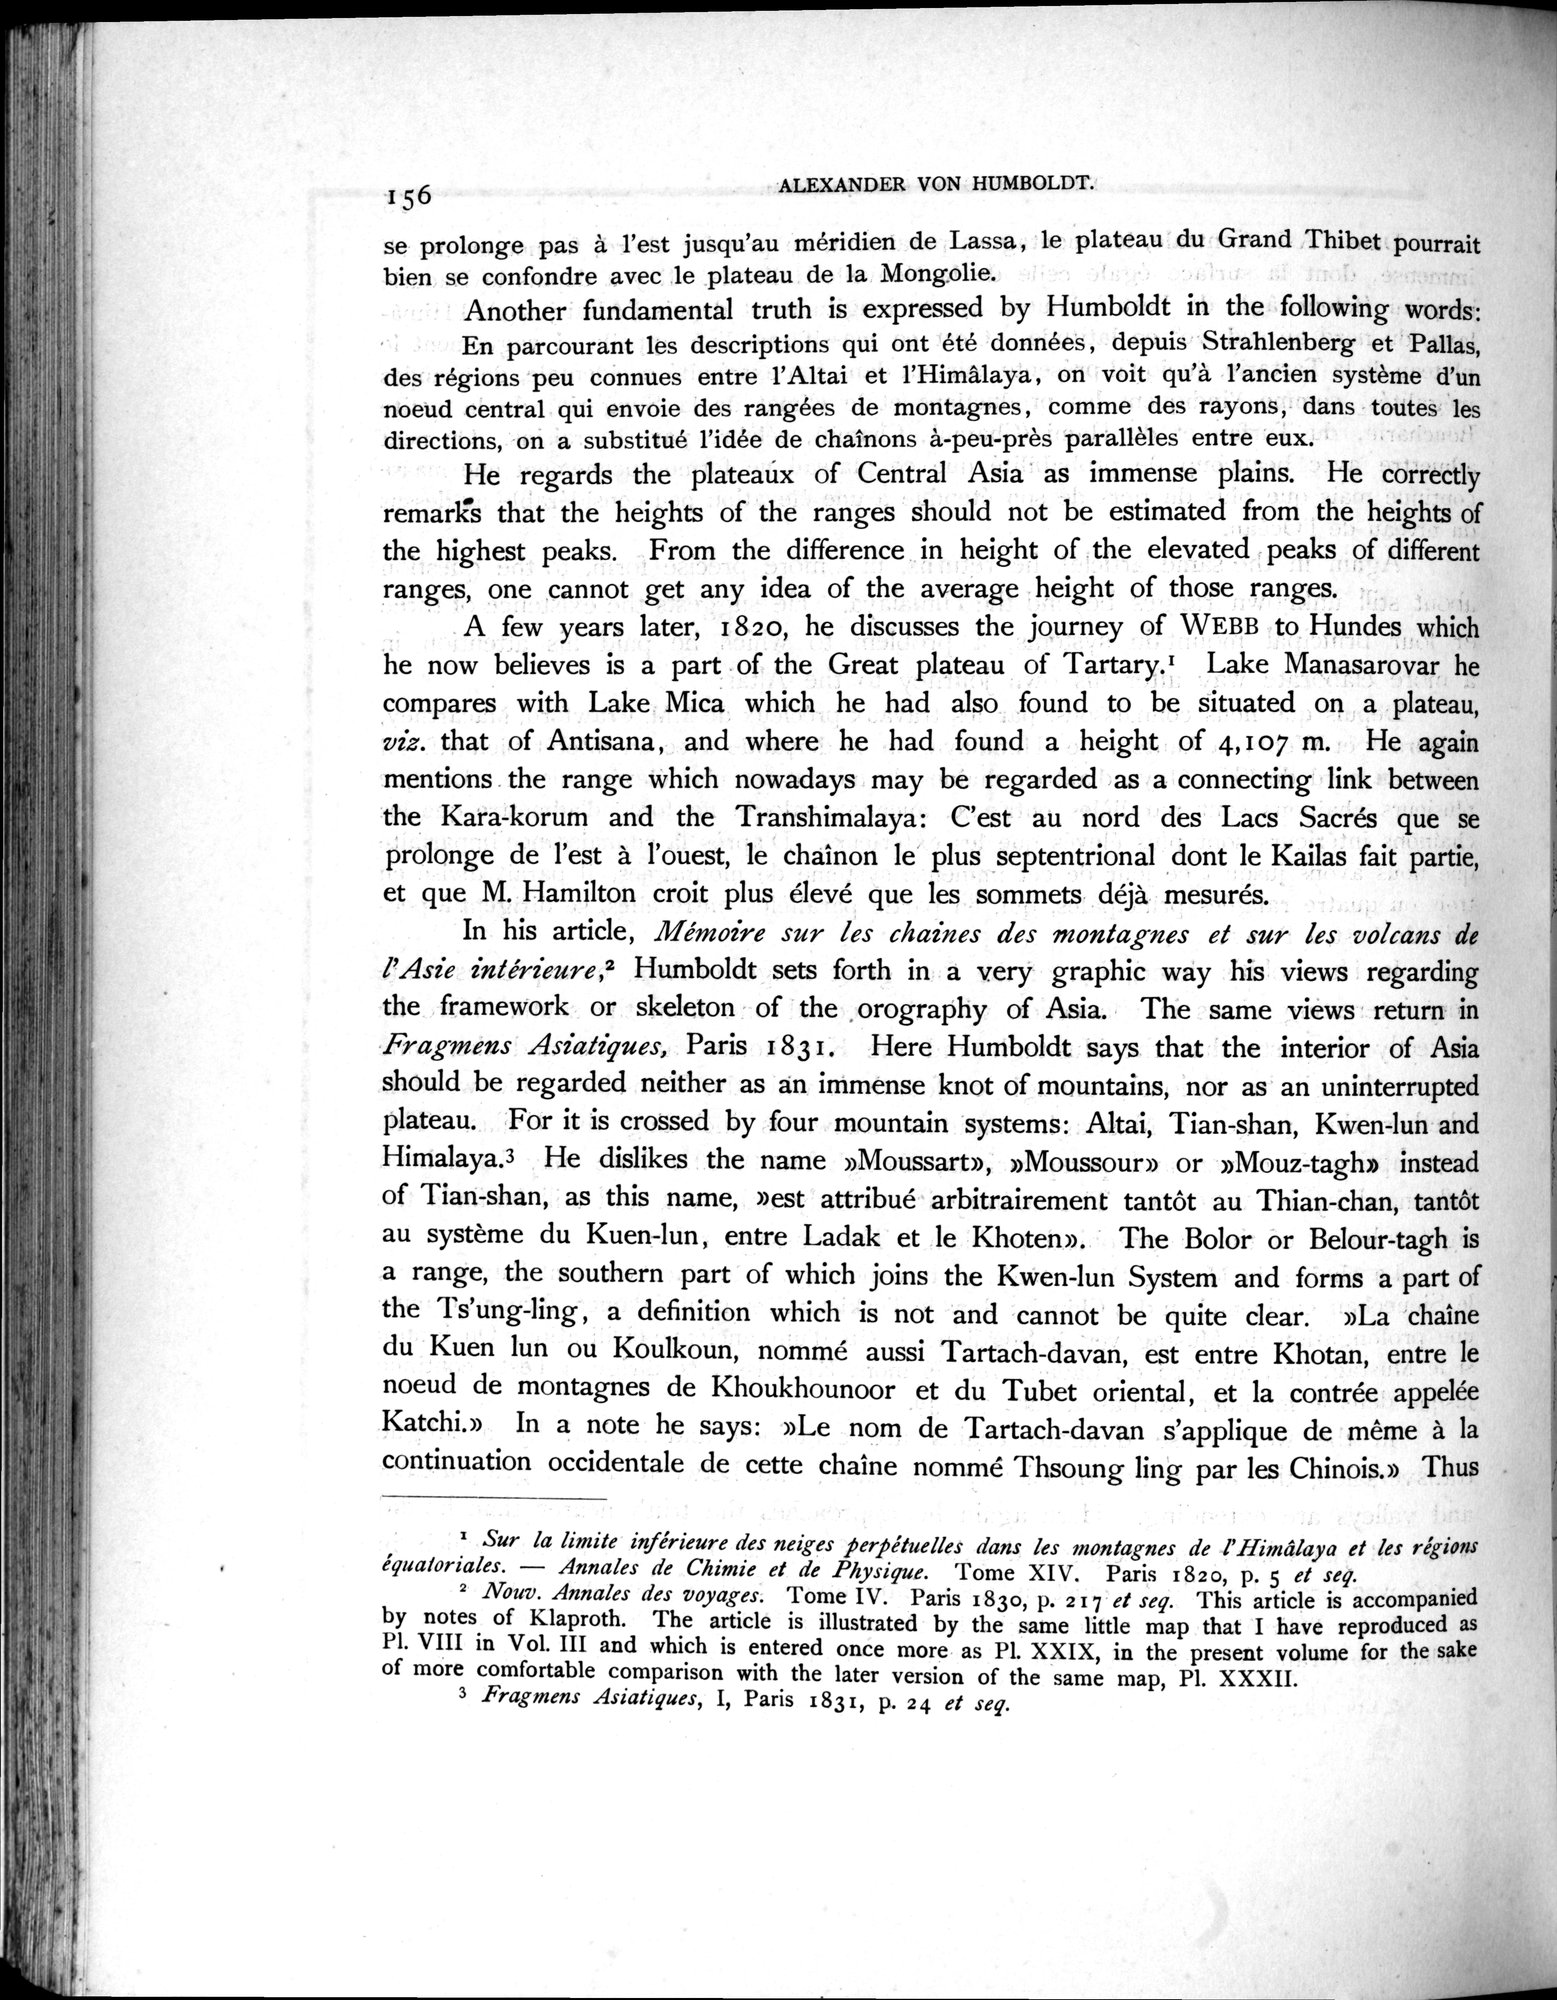 156
ALEXANDER VON HUMBOLDT.
se prolonge pas à l'est jusqu'au méridien de Lassa, le plateau du Grand Thibet pourrait
bien se confondre avec le plateau de la Mongolie.
Another fundamental truth is expressed by Humboldt in the following words:
En parcourant les descriptions qui ont été données, depuis Strahlenberg et Pallas,
des régions peu connues entre l'Altai et l'Himâlaya, on voit qu'à l'ancien système d'un
noeud central qui envoie des rangées de montagnes, comme des rayons, dans toutes les
directions, on a substitué l'idée de chaînons à-peu-près parallèles entre eux.
He regards the plateaux of Central Asia as immense plains. He correctly
remarks that the heights of the ranges should not be estimated from the heights of
the highest peaks. From the difference in height of the elevated peaks of different
ranges, one cannot get any idea of the average height of those ranges.
A few years later, 1820, he discusses the journey of WEBB to Hundes which
he now believes is a part of the Great plateau of Tartary.¹ Lake Manasarovar he
compares with Lake Mica which he had also found to be situated on a plateau,
viz. that of Antisana, and where he had found a height of 4,107 m. He again
mentions the range which nowadays may be regarded as a connecting link between
the Kara-korum and the Transhimalaya: C'est au nord des Lacs Sacrés que se
prolonge de l'est à l'ouest, le chaînon le plus septentrional dont le Kailas fait partie,
et que M. Hamilton croit plus élevé que les sommets déjà mesurés.
In his article, Mémoire sur les chaines des montagnes et sur les volcans de
l'Asie intérieure,² Humboldt sets forth in a very graphic way his views regarding
the framework or skeleton of the orography of Asia. The same views return in
Fragmens Asiatiques, Paris 1831. Here Humboldt says that the interior of Asia
should be regarded neither as an immense knot of mountains, nor as an uninterrupted
plateau. For it is crossed by four mountain systems: Altai, Tian-shan, Kwen-lun and
Himalaya.³ He dislikes the name »Moussart», »Moussour» or »Mouz-tagh» instead
of Tian-shan, as this name, »est attribué arbitrairement tantôt au Thian-chan, tantôt
au système du Kuen-lun, entre Ladak et le Khoten». The Bolor or Belour-tagh is
a range, the southern part of which joins the Kwen-lun System and forms a part of
the Ts'ung-ling, a definition which is not and cannot be quite clear. »La chaîne
du Kuen lun ou Koulkoun, nommé aussi Tartach-davan, est entre Khotan, entre le
noeud de montagnes de Khoukhounoor et du Tubet oriental, et la contrée appelée
Katchi.» In a note he says: »Le nom de Tartach-davan s'applique de même à la
continuation occidentale de cette chaîne nommé Thsoung ling par les Chinois.» Thus
¹ Sur la limite inférieure des neiges perpétuelles dans les montagnes de l'Himâlaya et les régions
équatoriales. — Annales de Chimie et de Physique. Tome XIV. Paris 1820, p. 5 et seq.
² Nouv. Annales des voyages. Tome IV. Paris 1830, p. 217 et seq. This article is accompanied
by notes of Klaproth. The article is illustrated by the same little map that I have reproduced as
Pl. VIII in Vol. III and which is entered once more as Pl. XXIX, in the present volume for the sake
of more comfortable comparison with the later version of the same map, Pl. XXXII.
³ Fragmens Asiatiques, I, Paris 1831, p. 24 et seq.